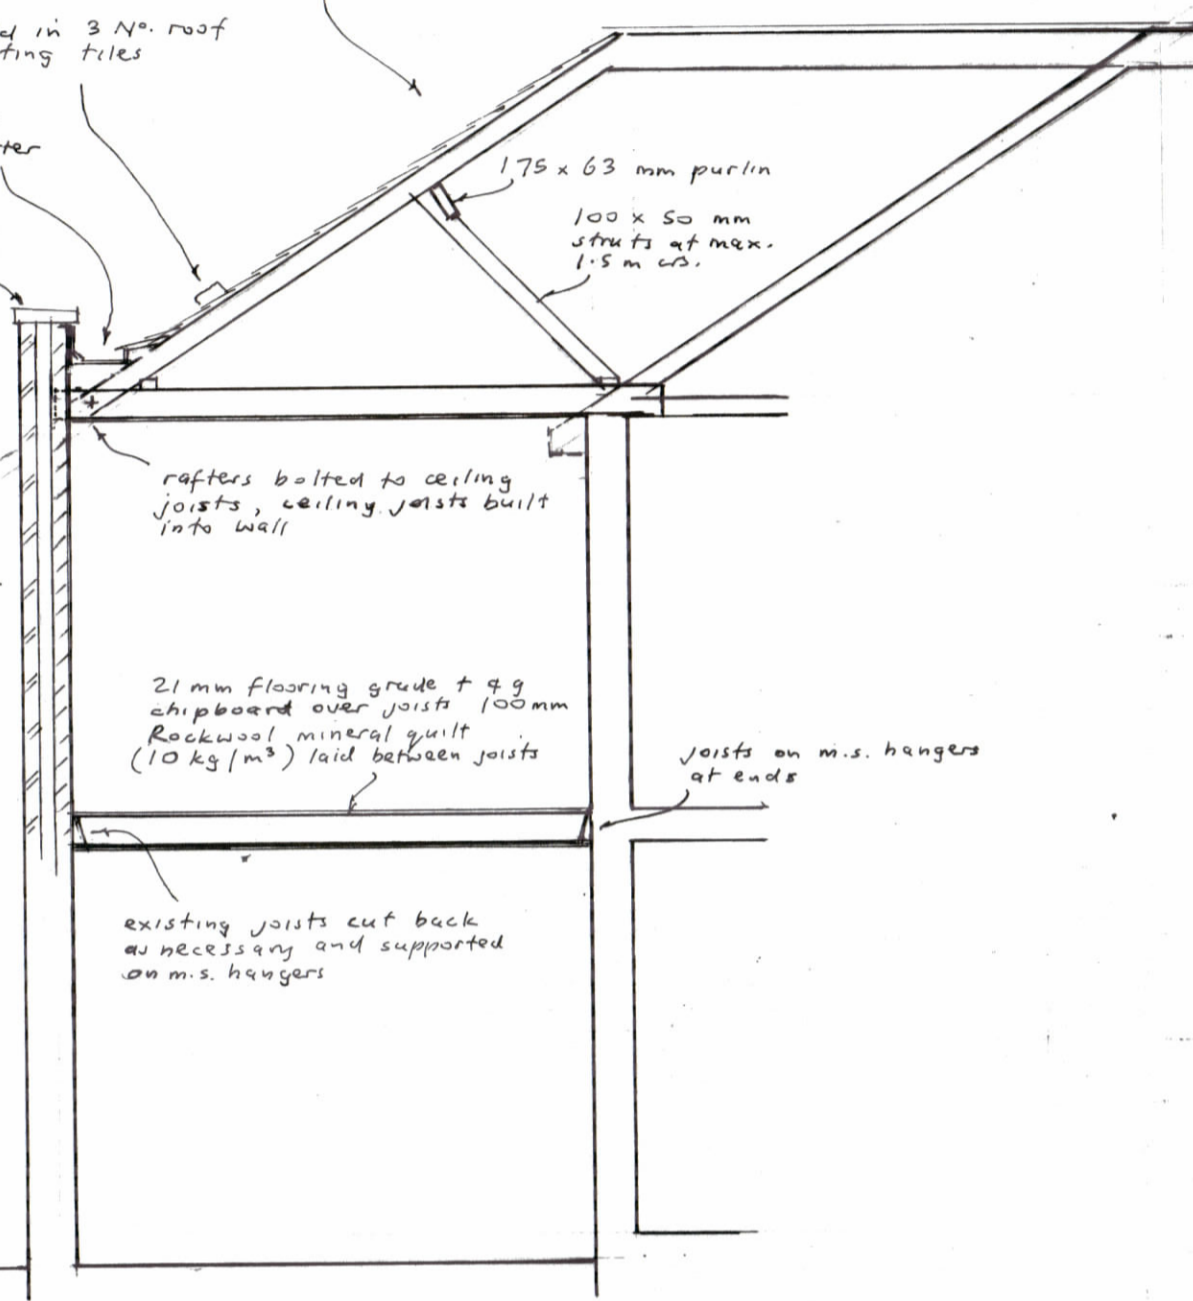 d in 3 No. roof
ting tiles
ter
175 x 63 mm purlin
100 x 50 mm
struts at max.
1.5 m crs.
rafters bolted to ceiling
joists, ceiling joists built
into wall
21 mm flooring grade t & g
chipboard over joists 100mm
Rockwool mineral quilt
(10 kg/m³) laid between joists
joists on m.s. hangers
at ends
existing joists cut back
as necessary and supported
on m.s. hangers